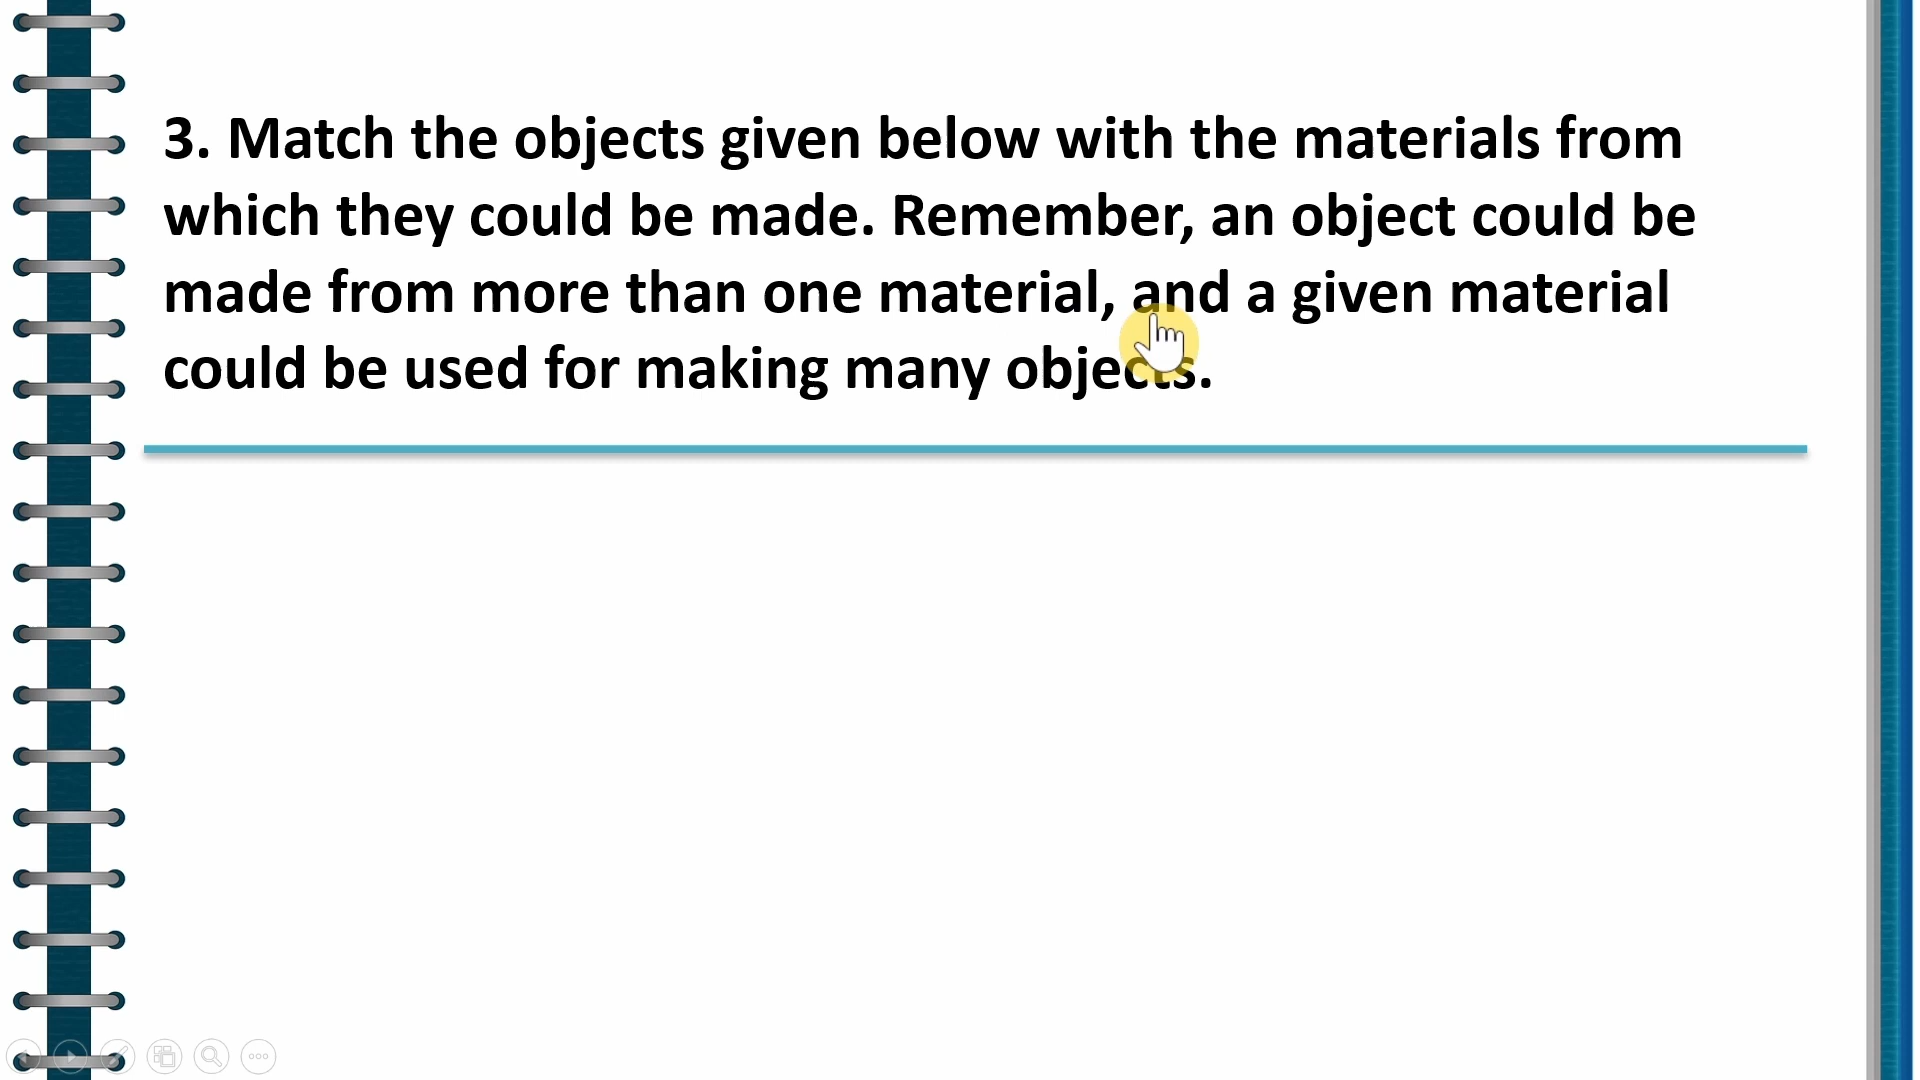 3. Match the objects given below with the materials from
which they could be made. Remember, an object could be
made from more than one material, and a given material
could be used for making many objects.